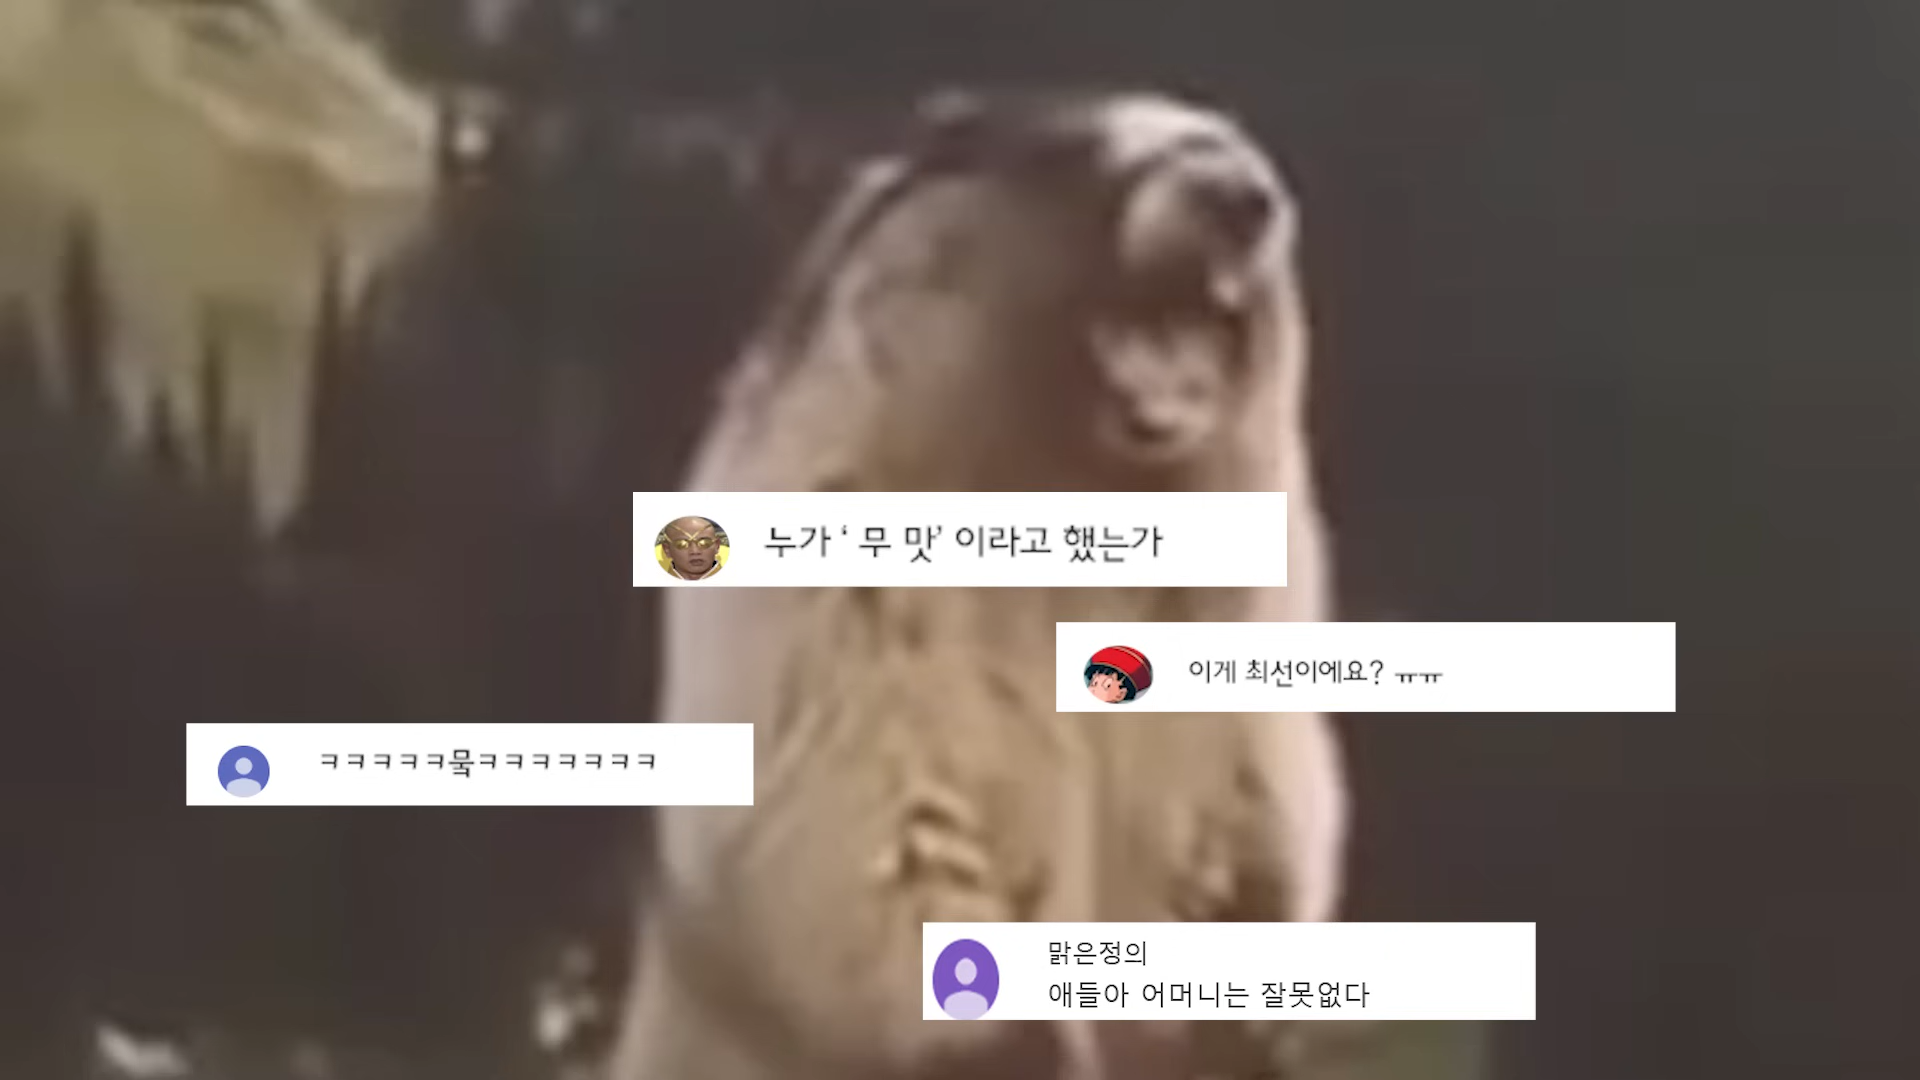 누가 ‘ 무 맛’ 이라고 했는가
이게 최선이에요? ㅠㅠ
ㅋㅋㅋㅋㅋ묰ㅋㅋㅋㅋㅋㅋㅋ
맑은정의
애들아 어머니는 잘못없다